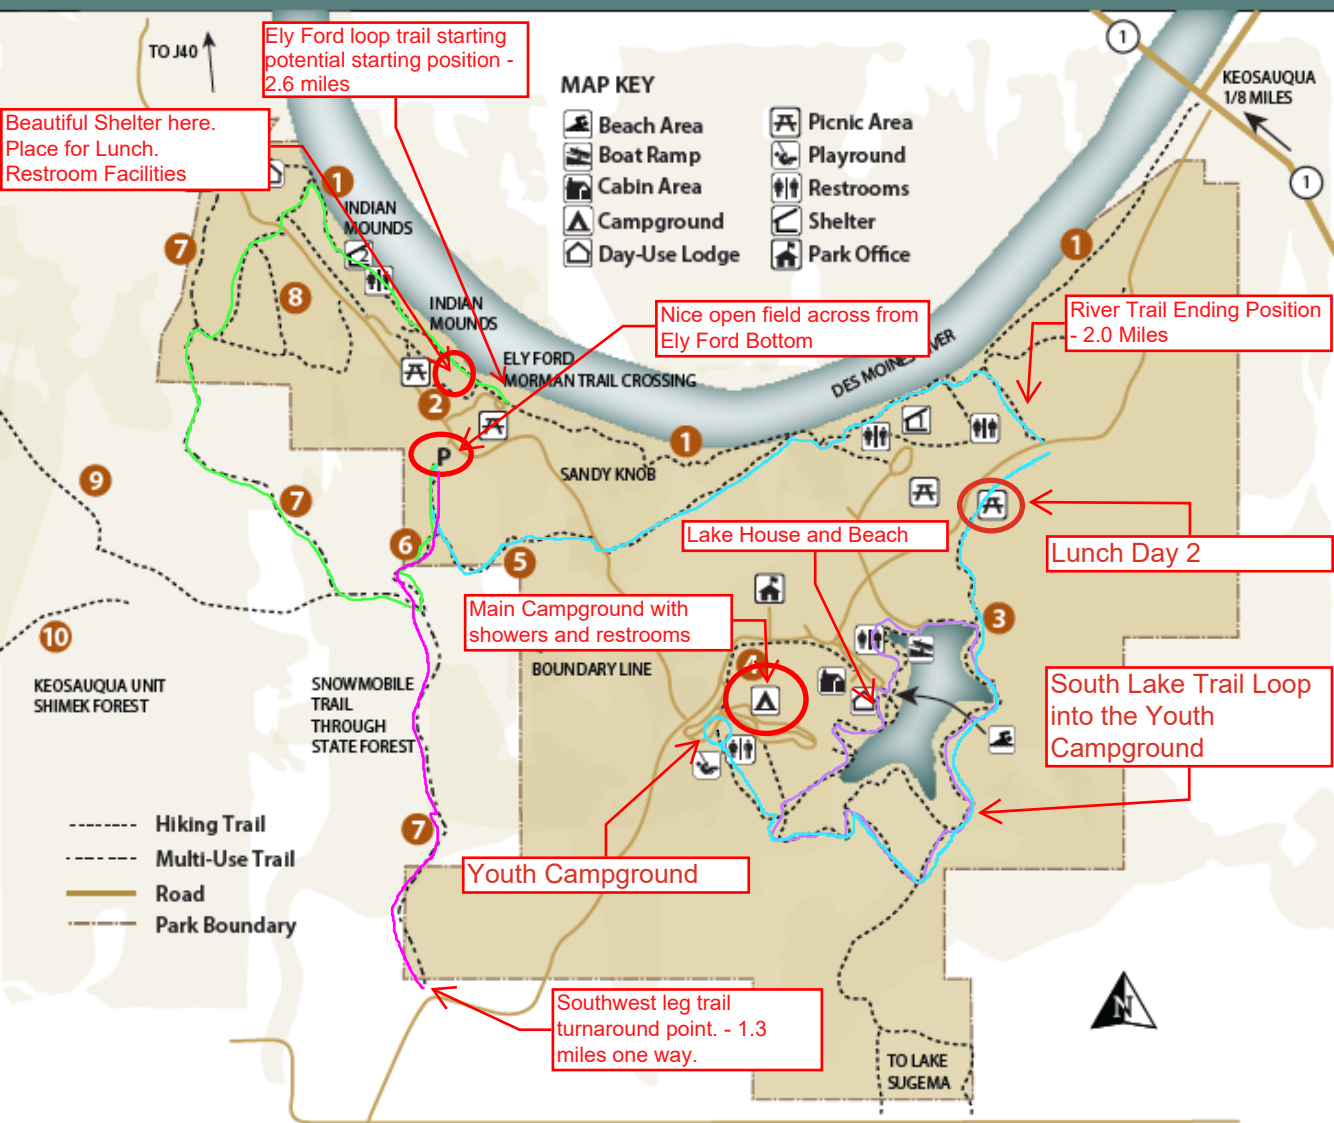 TO J40
Ely Ford loop trail starting
potential starting position -
2.6 miles
Beautiful Shelter here.
Place for Lunch.
Restroom Facilities
MAP KEY
Beach Area
Boat Ramp
Cabin Area
Campground
Day-Use Lodge
Picnic Area
Playround
Restrooms
Shelter
Park Office
1
KEOSAUQUA
1/8 MILES
1
1
INDIAN
MOUNDS
2
7
8
1
INDIAN
MOUNDS
Nice open field across from
Ely Ford Bottom
River Trail Ending Position
- 2.0 Miles
ELY FORD
MORMAN TRAIL CROSSING
DES MOINES RIVER
2
1
P
SANDY KNOB
9
7
6
5
Lake House and Beach
Lunch Day 2
Main Campground with
showers and restrooms
3
10
4
BOUNDARY LINE
KEOSAUQUA UNIT
SHIMEK FOREST
SNOWMOBILE
TRAIL
THROUGH
STATE FOREST
South Lake Trail Loop
into the Youth
Campground
7
Hiking Trail
Multi-Use Trail
Road
Park Boundary
Youth Campground
Southwest leg trail
turnaround point. - 1.3
miles one way.
N
TO LAKE
SUGEMA